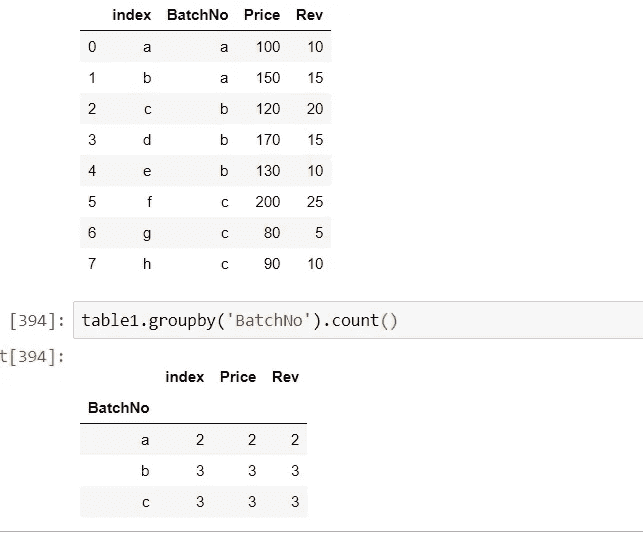 index BatchNo Price Rev
0 a a 100 10
1 b a 150 15
2 c b 120 20
3 d b 170 15
4 e b 130 10
5 f c 200 25
6 g c 80 5
7 h c 90 10
[394]: table1.groupby('BatchNo').count()
t[394]:
index Price Rev
BatchNo
a 2 2 2
b 3 3 3
c 3 3 3